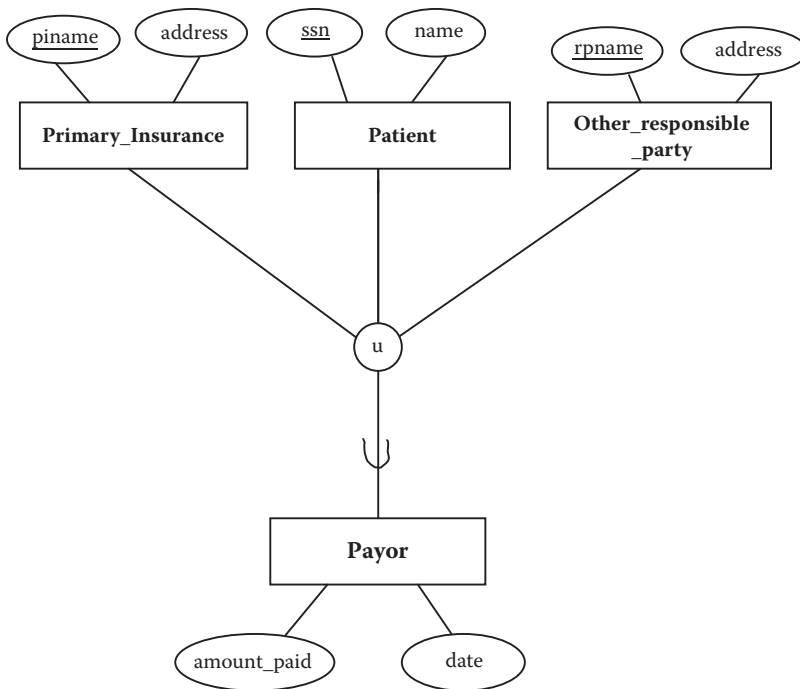 piname
address
ssn
name
rpname
address
Primary_Insurance
Patient
Other_responsible
_party
u
Payor
amount_paid
date